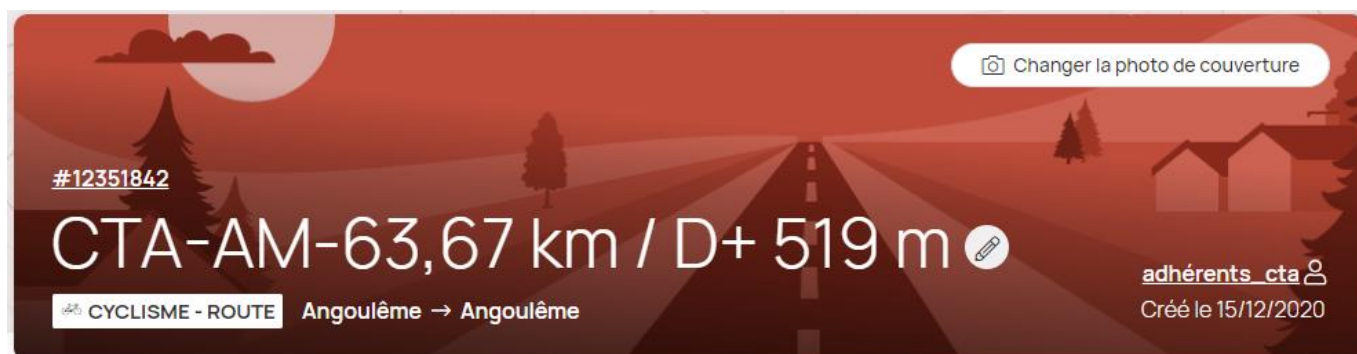 Changer la photo de couverture
#12351842
CTA-AM-63,67 km / D+ 519 m
adhérents_cta
CYCLISME - ROUTE Angoulême → Angoulême
Créé le 15/12/2020